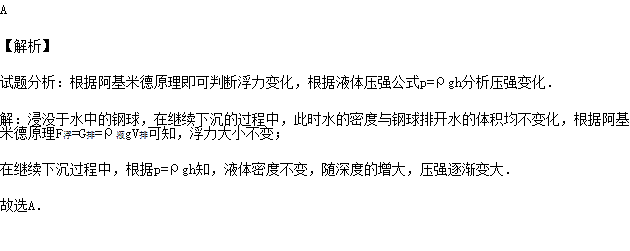 A
【解析】
试题分析：根据阿基米德原理即可判断浮力变化，根据液体压强公式p=ρgh分析压强变化．
解：浸没于水中的钢球，在继续下沉的过程中，此时水的密度与钢球排开水的体积均不变化，根据阿基
米德原理F浮=G排=ρ液gV排可知，浮力大小不变；
在继续下沉过程中，根据p=ρgh知，液体密度不变，随深度的增大，压强逐渐变大．
故选A．